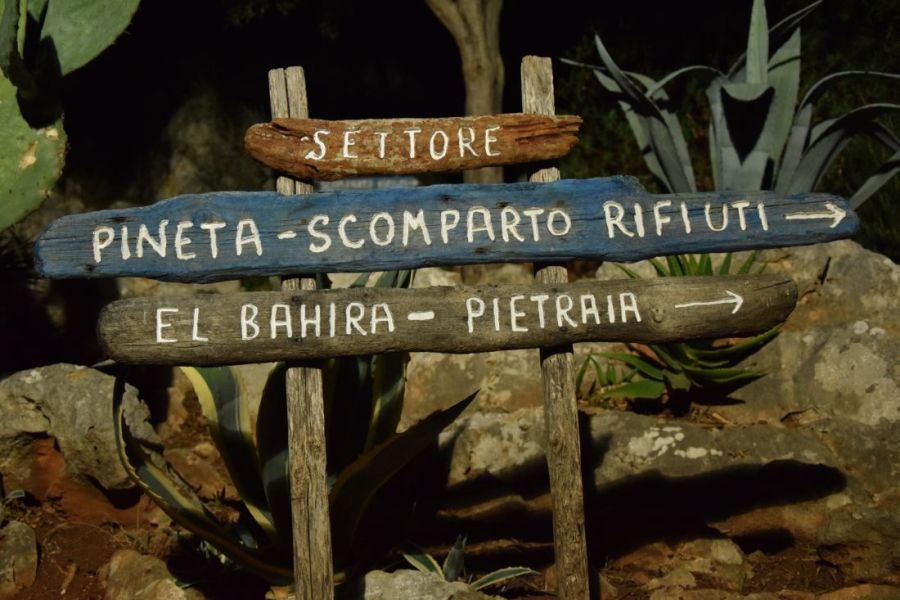 SETTORE
PINETA - SCOMPARTO RIFIUTI →
EL BAHIRA - PIETRAIA →